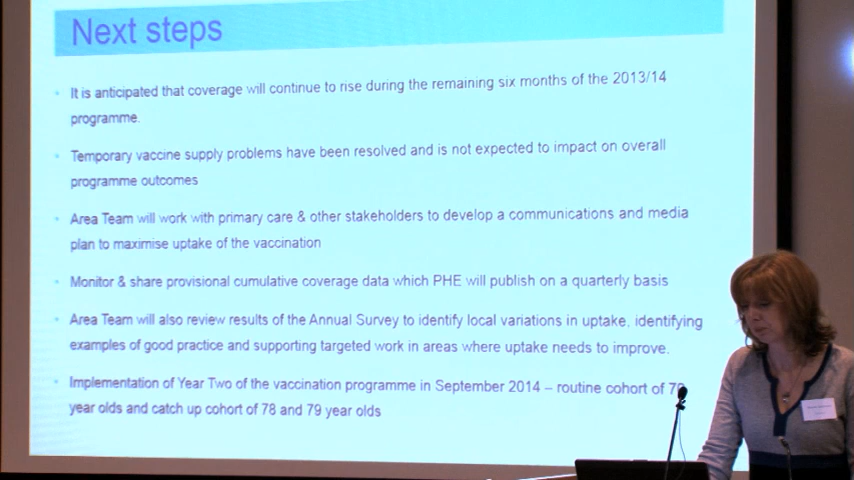 Next steps
It is anticipated that coverage will continue to rise during the remaining six months of the 2013/14
programme.
Temporary vaccine supply problems have been resolved and is not expected to impact on overall
programme outcomes
Area Team will work with primary care & other stakeholders to develop a communications and media
plan to maximise uptake of the vaccination
Monitor & share provisional cumulative coverage data which PHE will publish on a quarterly basis
Area Team will also review results of the Annual Survey to identify local variations in uptake, identifying
examples of good practice and supporting targeted work in areas where uptake needs to improve.
Implementation of Year Two of the vaccination programme in September 2014 – routine cohort of
year olds and catch up cohort of 78 and 79 year olds